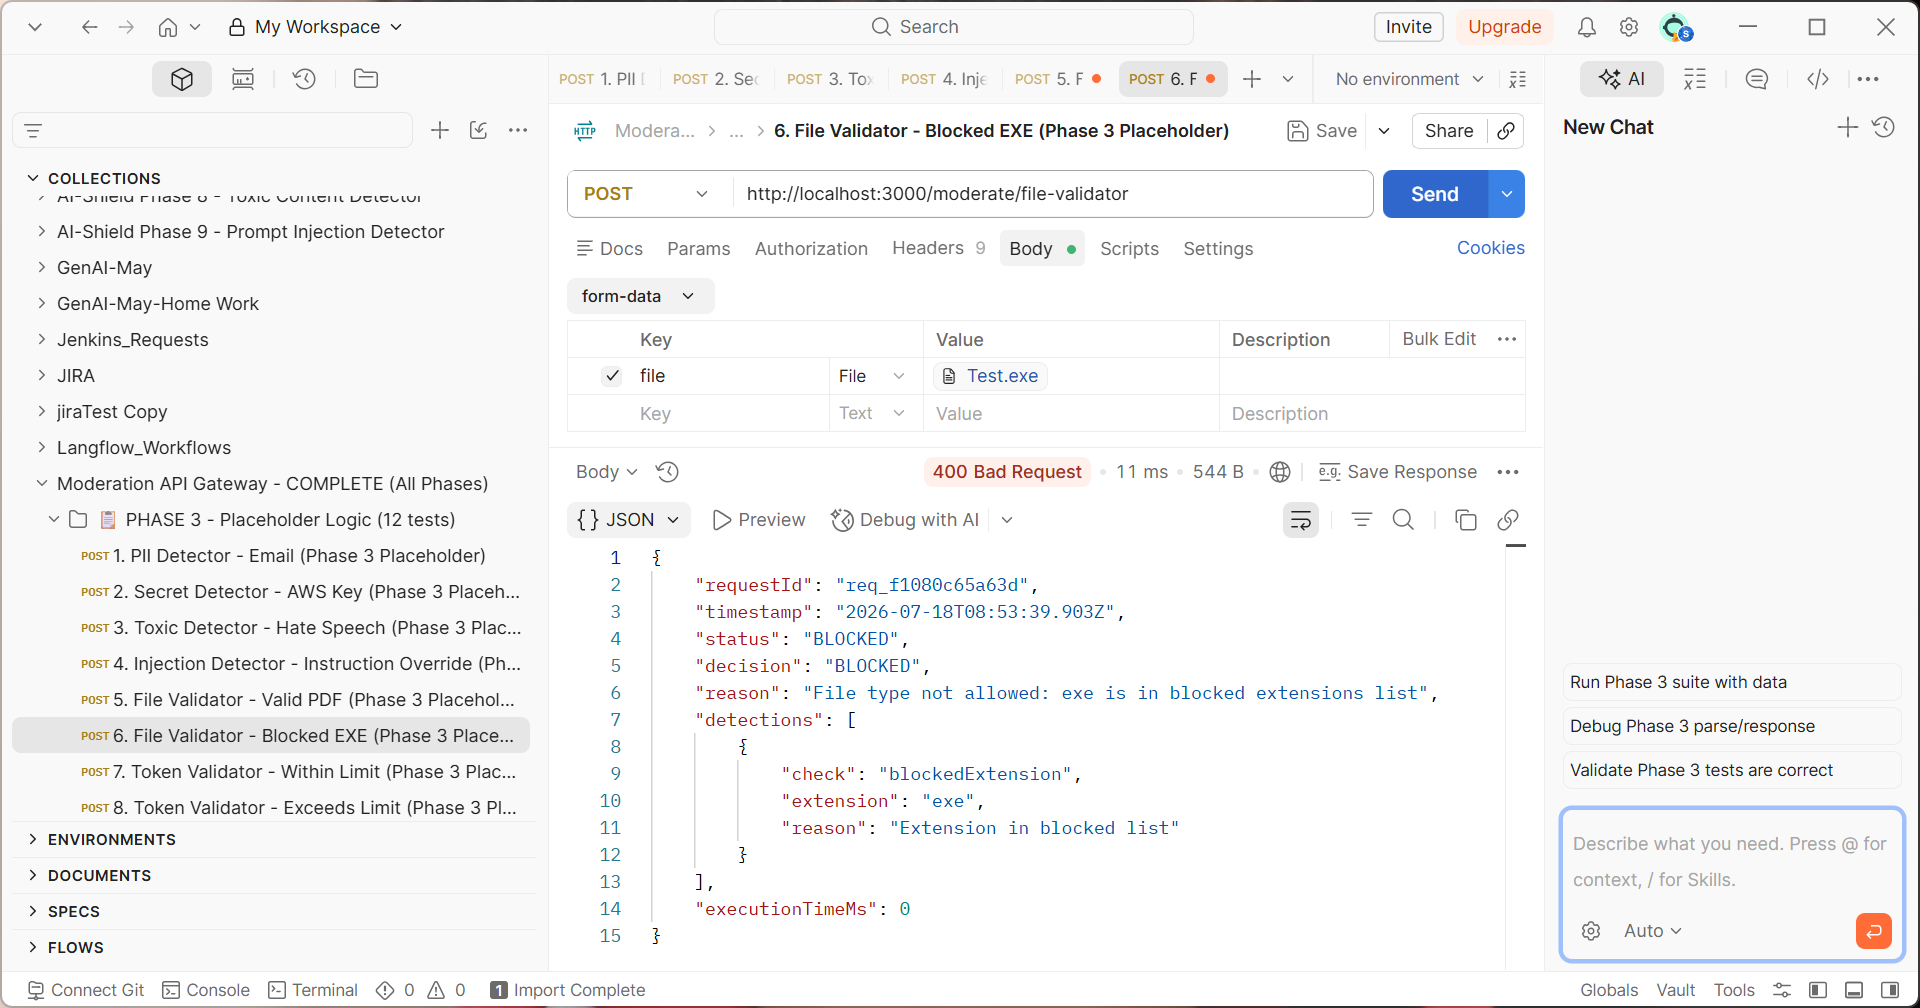 My Workspace
Search
Invite
Upgrade
POST 1. PII
POST 2. Sec
POST 3. Tox
POST 4. Inje
POST 5. F
POST 6. F
No environment
AI
COLLECTIONS
AI-Shield Phase 8 - Toxic Content Detector
AI-Shield Phase 9 - Prompt Injection Detector
GenAI-May
GenAI-May-Home Work
Jenkins_Requests
JIRA
jiraTest Copy
Langflow_Workflows
Moderation API Gateway - COMPLETE (All Phases)
PHASE 3 - Placeholder Logic (12 tests)
POST 1. PII Detector - Email (Phase 3 Placeholder)
POST 2. Secret Detector - AWS Key (Phase 3 Placeh...
POST 3. Toxic Detector - Hate Speech (Phase 3 Plac...
POST 4. Injection Detector - Instruction Override (Ph...
POST 5. File Validator - Valid PDF (Phase 3 Placehol...
POST 6. File Validator - Blocked EXE (Phase 3 Place...
POST 7. Token Validator - Within Limit (Phase 3 Plac...
POST 8. Token Validator - Exceeds Limit (Phase 3 Pl...
ENVIRONMENTS
DOCUMENTS
SPECS
FLOWS
HTTP Modera... > ... > 6. File Validator - Blocked EXE (Phase 3 Placeholder)
Save
Share
POST http://localhost:3000/moderate/file-validator
Send
Docs Params Authorization Headers 9 Body Scripts Settings Cookies
form-data
Key Value Description Bulk Edit
file File Test.exe
Key Text Value Description
Body 400 Bad Request 11 ms 544 B e.g. Save Response
{} JSON Preview Debug with AI
1 {
2 "requestId": "req_f1080c65a63d",
3 "timestamp": "2026-07-18T08:53:39.903Z",
4 "status": "BLOCKED",
5 "decision": "BLOCKED",
6 "reason": "File type not allowed: exe is in blocked extensions list",
7 "detections": [
8 {
9 "check": "blockedExtension",
10 "extension": "exe",
11 "reason": "Extension in blocked list"
12 }
13 ],
14 "executionTimeMs": 0
15 }
New Chat
Run Phase 3 suite with data
Debug Phase 3 parse/response
Validate Phase 3 tests are correct
Describe what you need. Press @ for
context, / for Skills.
Auto
Connect Git Console Terminal 0 0 1 Import Complete
Globals Vault Tools